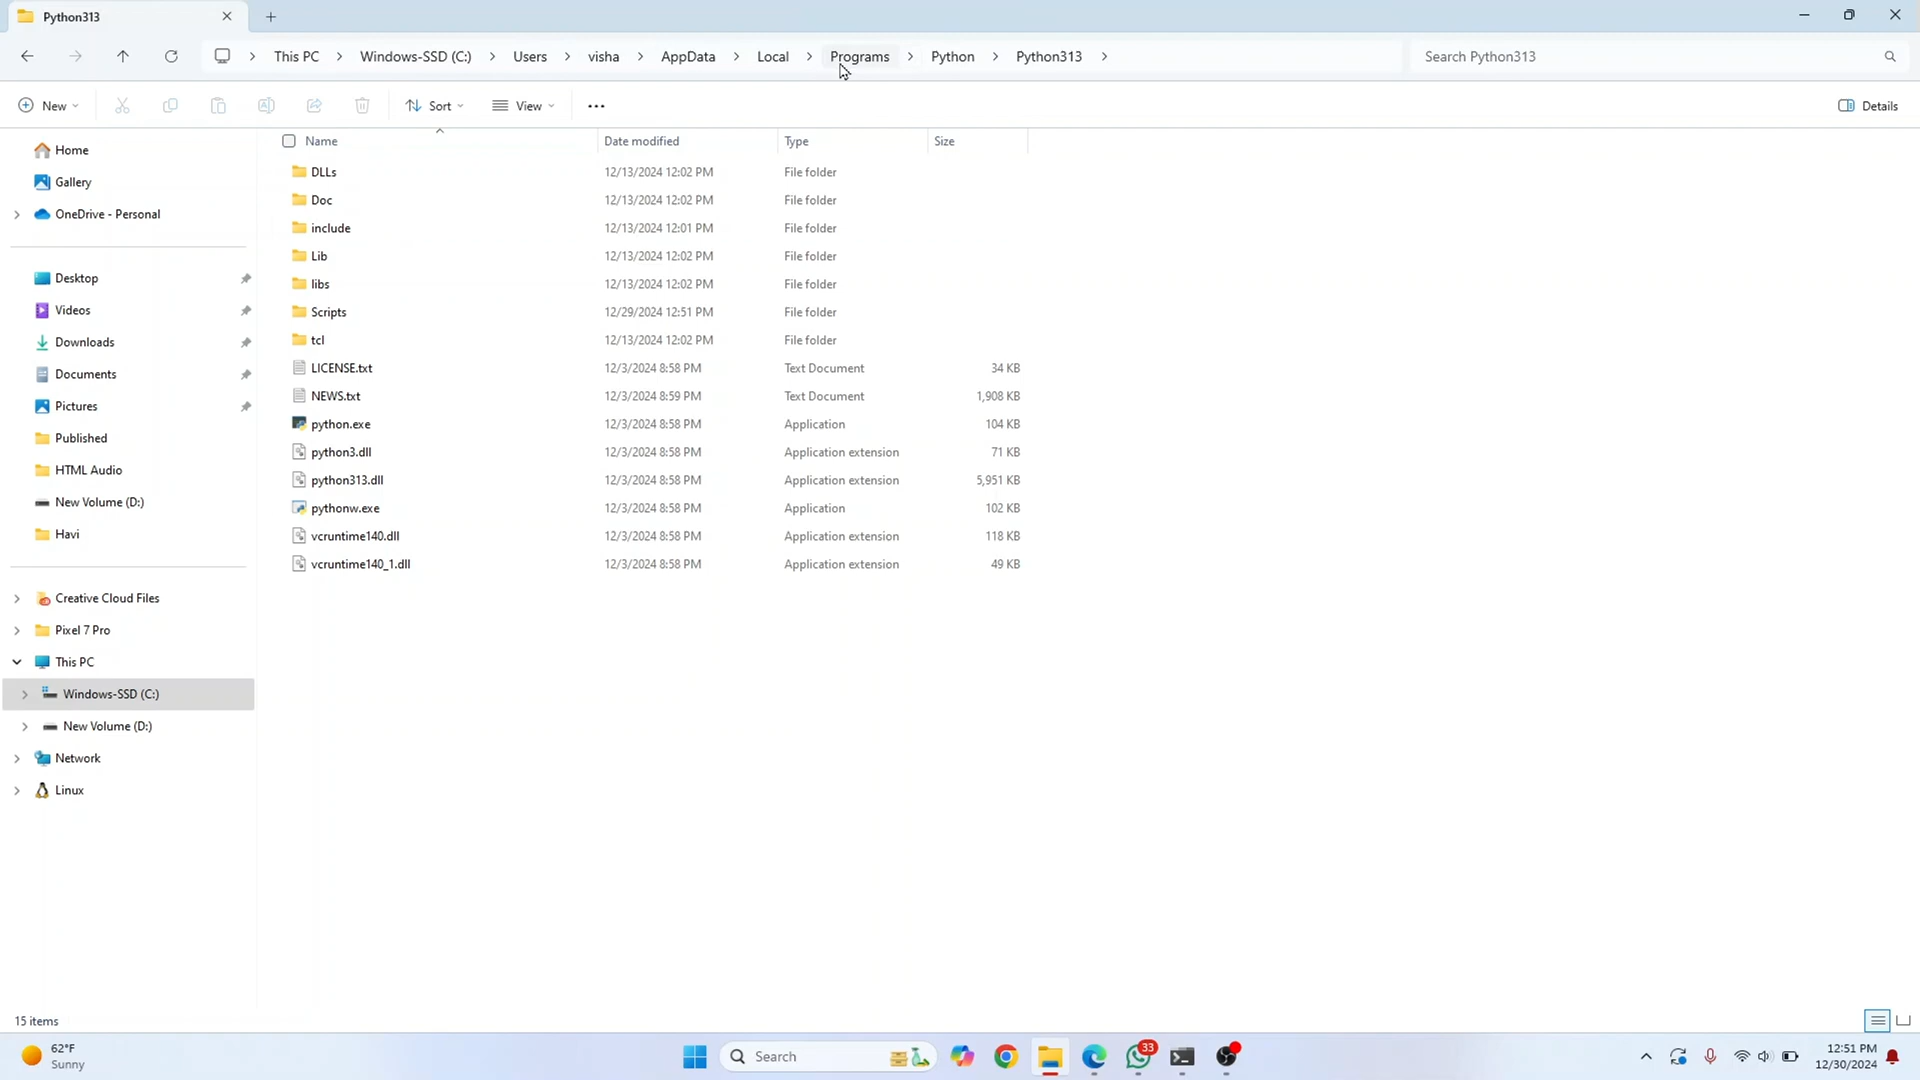 Python313
This PC Windows-SSD (C:) Users visha AppData Local Programs Python Python313 Search Python313
New Sort View Details
Name Date modified Type Size
Home
Gallery
OneDrive - Personal
Desktop
Videos
Downloads
Documents
Pictures
Published
HTML Audio
New Volume (D:)
Havi
Creative Cloud Files
Pixel 7 Pro
This PC
Windows-SSD (C:)
New Volume (D:)
Network
Linux
DLLs 12/13/2024 12:02 PM File folder
Doc 12/13/2024 12:02 PM File folder
include 12/13/2024 12:01 PM File folder
Lib 12/13/2024 12:02 PM File folder
libs 12/13/2024 12:02 PM File folder
Scripts 12/29/2024 12:51 PM File folder
tcl 12/13/2024 12:02 PM File folder
LICENSE.txt 12/3/2024 8:58 PM Text Document 34 KB
NEWS.txt 12/3/2024 8:59 PM Text Document 1,908 KB
python.exe 12/3/2024 8:58 PM Application 104 KB
python3.dll 12/3/2024 8:58 PM Application extension 71 KB
python313.dll 12/3/2024 8:58 PM Application extension 5,951 KB
pythonw.exe 12/3/2024 8:58 PM Application 102 KB
vcruntime140.dll 12/3/2024 8:58 PM Application extension 118 KB
vcruntime140_1.dll 12/3/2024 8:58 PM Application extension 49 KB
15 items
62°F
Sunny
Search
33
12:51 PM
12/30/2024